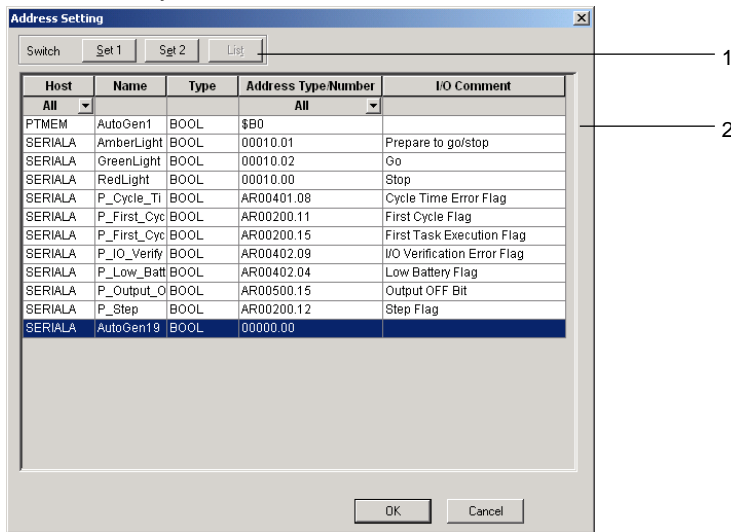 Address Setting
Switch Set 1 Set 2 List 1
Host Name Type Address Type/Number I/O Comment
All All
PTMEM AutoGen1 BOOL $B0
2
SERIALA AmberLight BOOL 00010.01 Prepare to go/stop
SERIALA GreenLight BOOL 00010.02 Go
SERIALA RedLight BOOL 00010.00 Stop
SERIALA P_Cycle_Ti BOOL AR00401.08 Cycle Time Error Flag
SERIALA P_First_Cyc BOOL AR00200.11 First Cycle Flag
SERIALA P_First_Cyc BOOL AR00200.15 First Task Execution Flag
SERIALA P_IO_Verify BOOL AR00402.09 I/O Verification Error Flag
SERIALA P_Low_Batt BOOL AR00402.04 Low Battery Flag
SERIALA P_Output_O BOOL AR00500.15 Output OFF Bit
SERIALA P_Step BOOL AR00200.12 Step Flag
SERIALA AutoGen19 BOOL 00000.00
OK Cancel